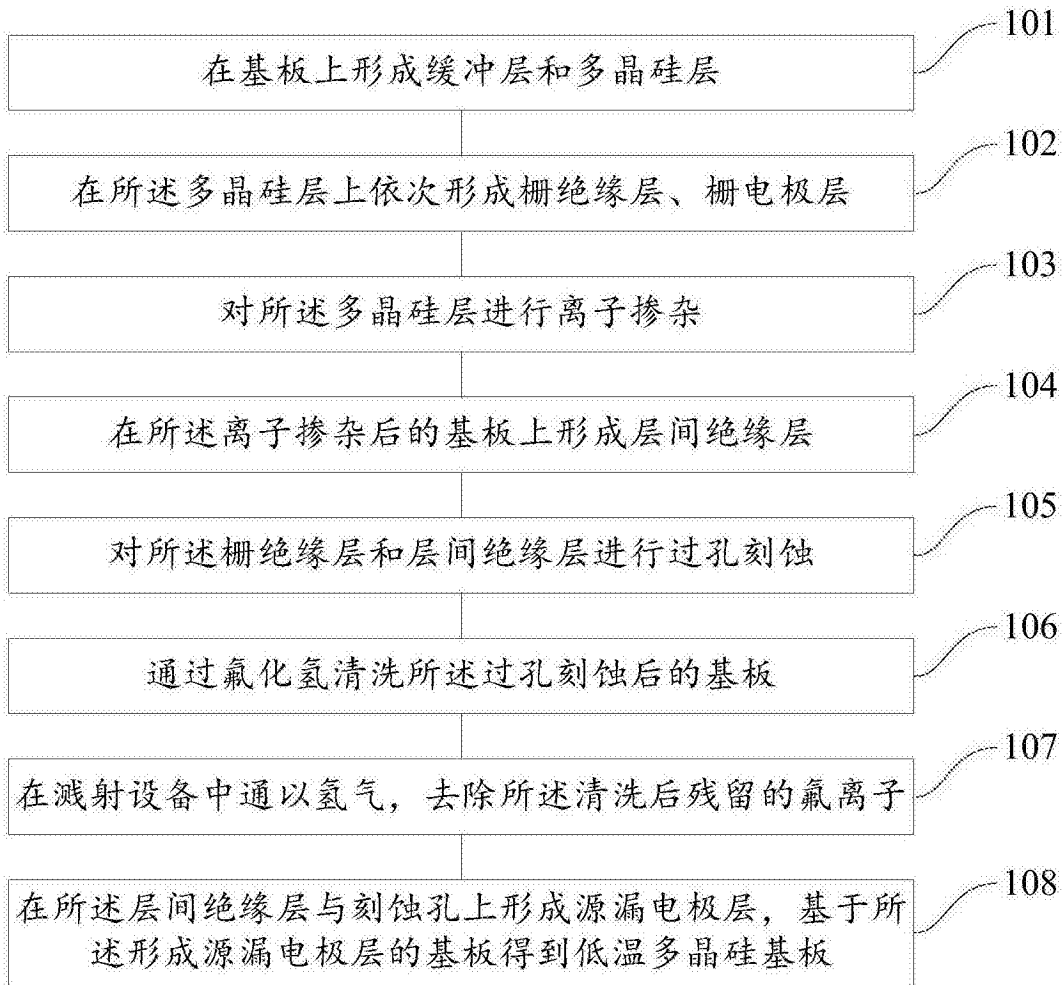 101
在基板上形成缓冲层和多晶硅层
102
在所述多晶硅层上依次形成栅绝缘层、栅电极层
103
对所述多晶硅层进行离子掺杂
104
在所述离子掺杂后的基板上形成层间绝缘层
105
对所述栅绝缘层和层间绝缘层进行过孔刻蚀
106
通过氟化氢清洗所述过孔刻蚀后的基板
107
在溅射设备中通以氢气，去除所述清洗后残留的氟离子
108
在所述层间绝缘层与刻蚀孔上形成源漏电极层，基于所
述形成源漏电极层的基板得到低温多晶硅基板